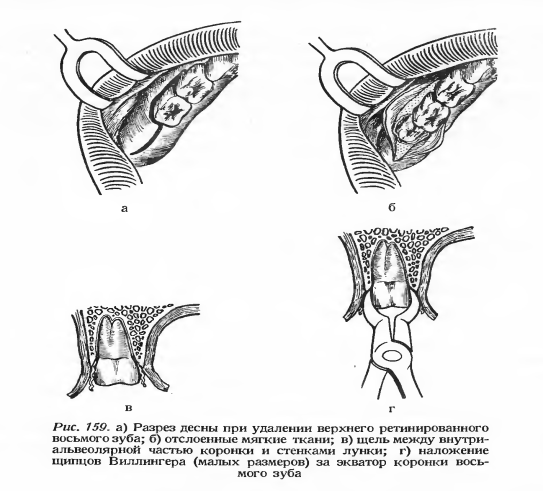 а
б
в
г
Рис. 159. а) Разрез десны при удалении верхнего ретинированного
восьмого зуба; б) отслоенные мягкие ткани; в) щель между внутри-
альвеолярной частью коронки и стенками лунки; г) наложение
щипцов Виллингера (малых размеров) за экватор коронки вось-
мого зуба